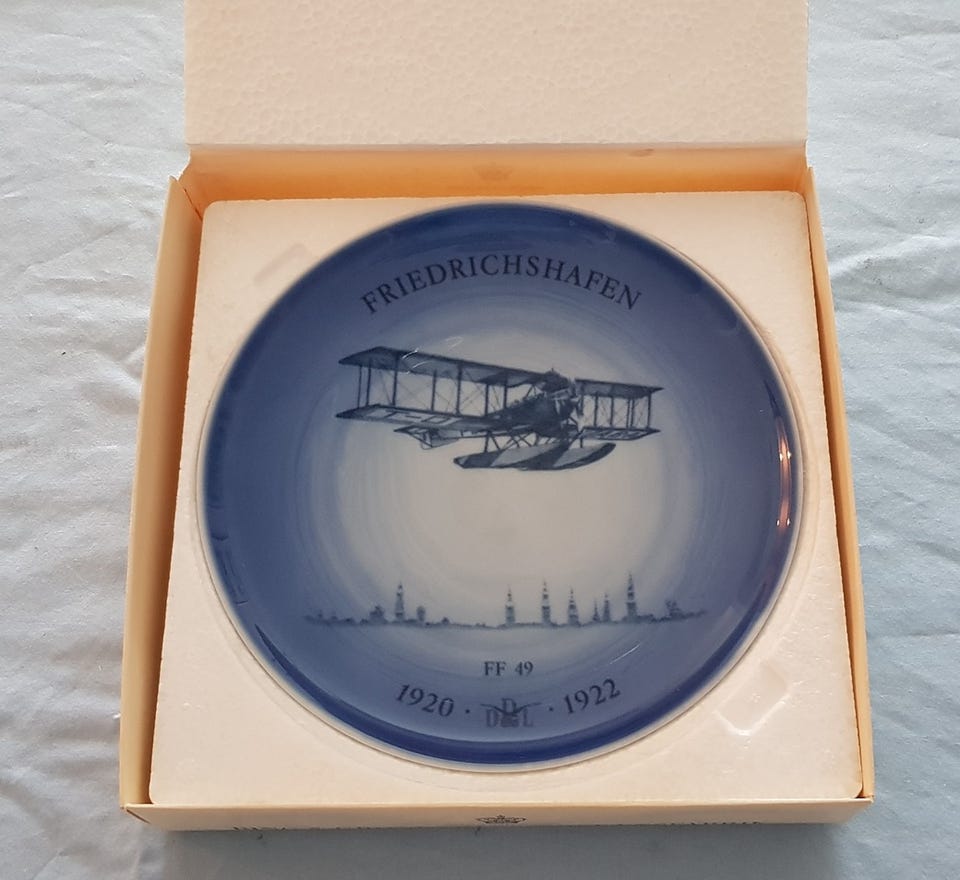 FRIEDRICHSHAFEN
FF 49
1920 · DDL · 1922